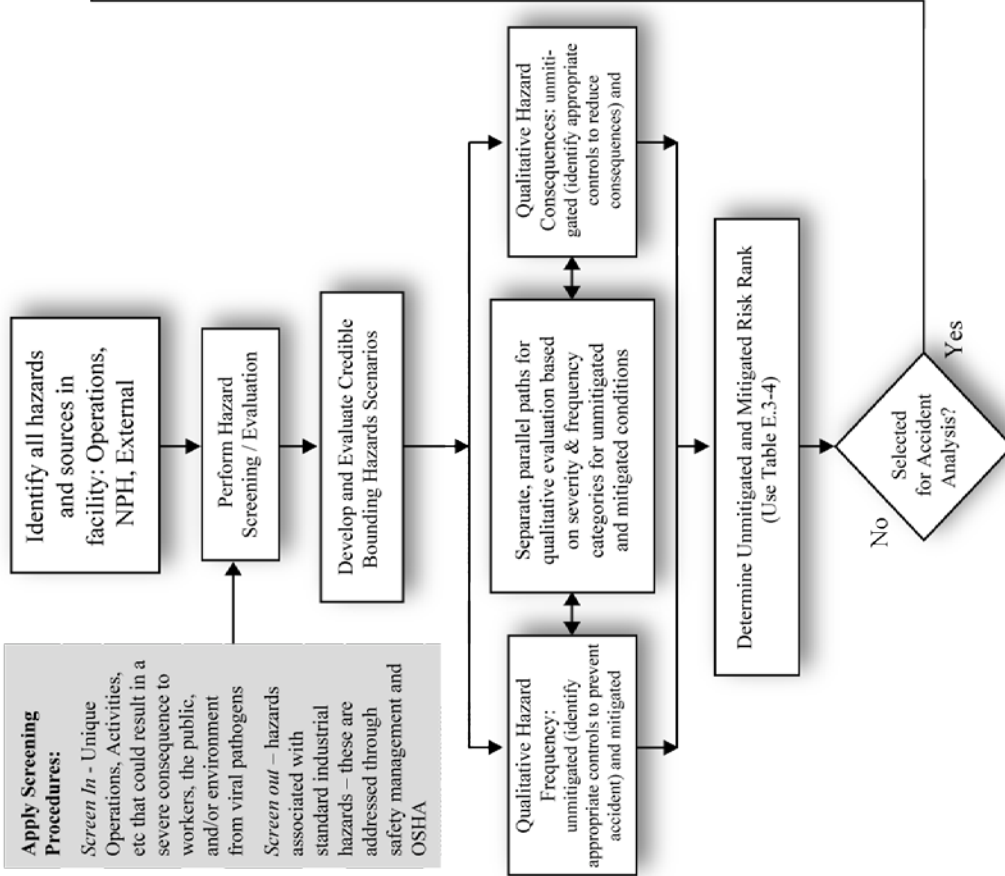 Apply Screening
Procedures:
Screen In - Unique
Operations, Activities,
etc that could result in a
severe consequence to
workers, the public,
and/or environment
from viral pathogens
Screen out – hazards
associated with
standard industrial
hazards – these are
addressed through
safety management and
OSHA
Identify all hazards
and sources in
facility: Operations,
NPH, External
Perform Hazard
Screening / Evaluation
Develop and Evaluate Credible
Bounding Hazards Scenarios
Qualitative Hazard
Frequency:
unmitigated (identify
appropriate controls to prevent
accident) and mitigated
Separate, parallel paths for
qualitative evaluation based
on severity & frequency
categories for unmitigated
and mitigated conditions
Qualitative Hazard
Consequences: unmiti-
gated (identify appropriate
controls to reduce
consequences) and
Determine Unmitigated and Mitigated Risk Rank
(Use Table E.3-4)
Selected
for Accident
Analysis?
No
Yes